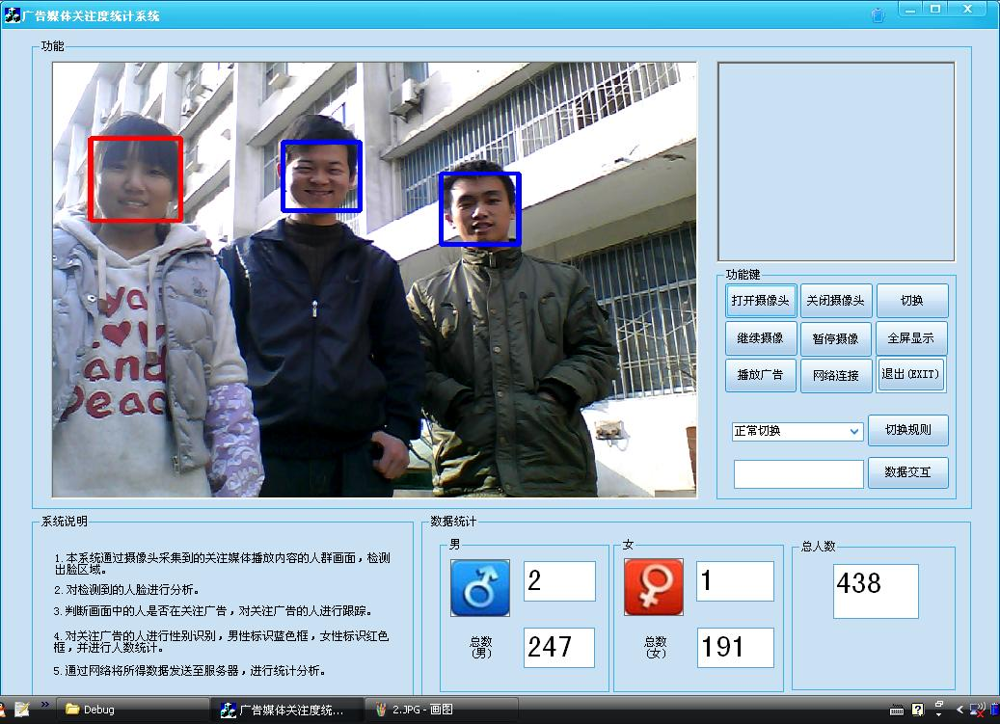 广告媒体关注度统计系统
功能
ya
I
and
Peac
功能键
打开摄像头 关闭摄像头 切换
继续摄像 暂停摄像 全屏显示
播放广告 网络连接 退出(EXIT)
正常切换 切换规则
数据交互
系统说明
1.本系统通过摄像头采集到的关注媒体播放内容的人群画面，检测
出脸区域。
2.对检测到的人脸进行分析。
3.判断画面中的人是否在关注广告，对关注广告的人进行跟踪。
4.对关注广告的人进行性别识别，男性标识蓝色框，女性标识红色
框，并进行人数统计。
5.通过网络将所得数据发送至服务器，进行统计分析。
数据统计
男
2
总数
(男)
247
女
1
总数
(女)
191
总人数
438
Debug
广告媒体关注度统...
2.JPG - 画图